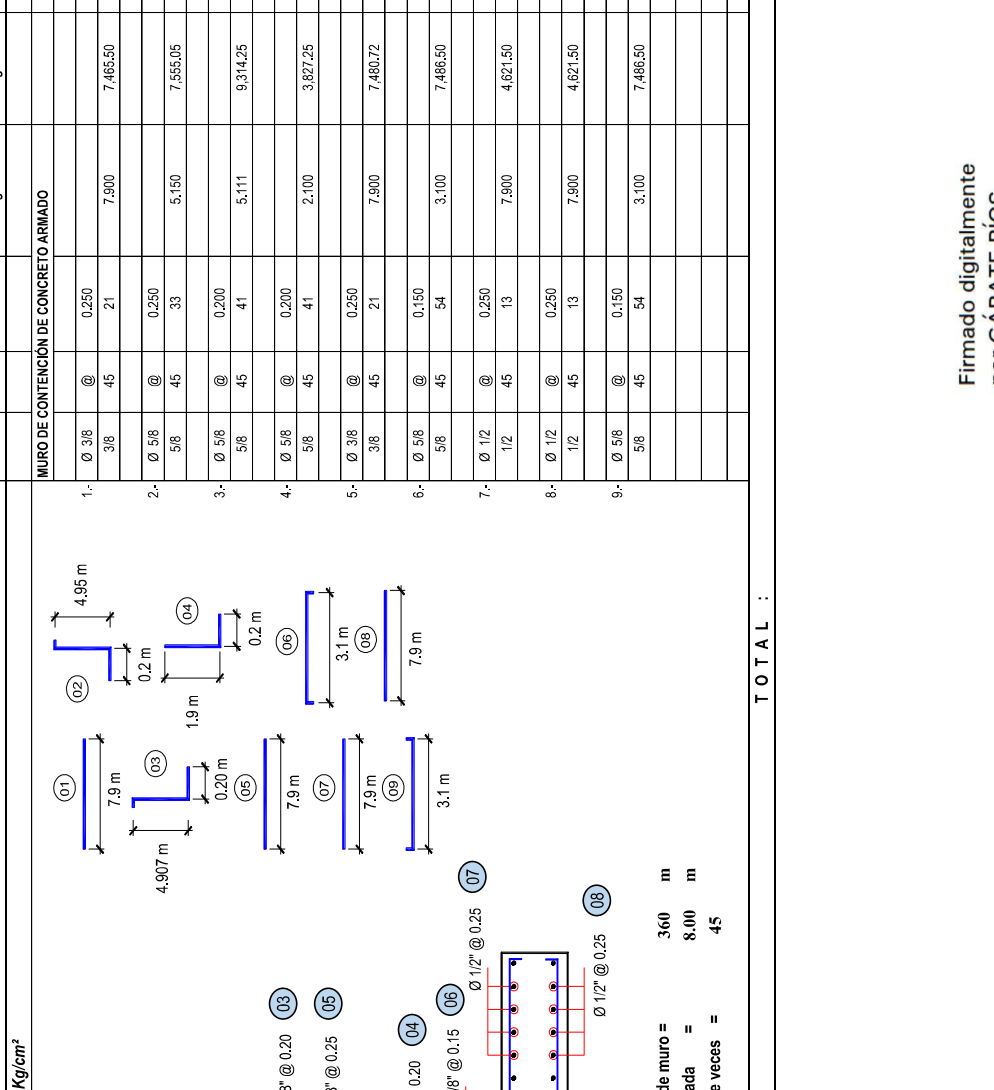 Kg/cm²
MURO DE CONTENCIÓN DE CONCRETO ARMADO
1.- Ø 3/8 @ 0.250
3/8 45 21 7.900 7,465.50
2.- Ø 5/8 @ 0.250
5/8 45 33 5.150 7,555.05
3.- Ø 5/8 @ 0.200
5/8 45 41 5.111 9,314.25
4.- Ø 5/8 @ 0.200
5/8 45 41 2.100 3,827.25
5.- Ø 3/8 @ 0.250
3/8 45 21 7.900 7,480.72
6.- Ø 5/8 @ 0.150
5/8 45 54 3.100 7,486.50
7.- Ø 1/2 @ 0.250
1/2 45 13 7.900 4,621.50
8.- Ø 1/2 @ 0.250
1/2 45 13 7.900 4,621.50
9.- Ø 5/8 @ 0.150
5/8 45 54 3.100 7,486.50
01
7.9 m
02
4.95 m
0.2 m
03
4.907 m
0.20 m
04
1.9 m
0.2 m
05
7.9 m
06
3.1 m
07
7.9 m
08
7.9 m
09
3.1 m
8" @ 0.20 03
8" @ 0.25 05
0.20 04
/8" @ 0.15 06
Ø 1/2" @ 0.25 07
Ø 1/2" @ 0.25 08
de muro = 360 m
ada = 8.00 m
e veces = 45
T O T A L :
Firmado digitalmente